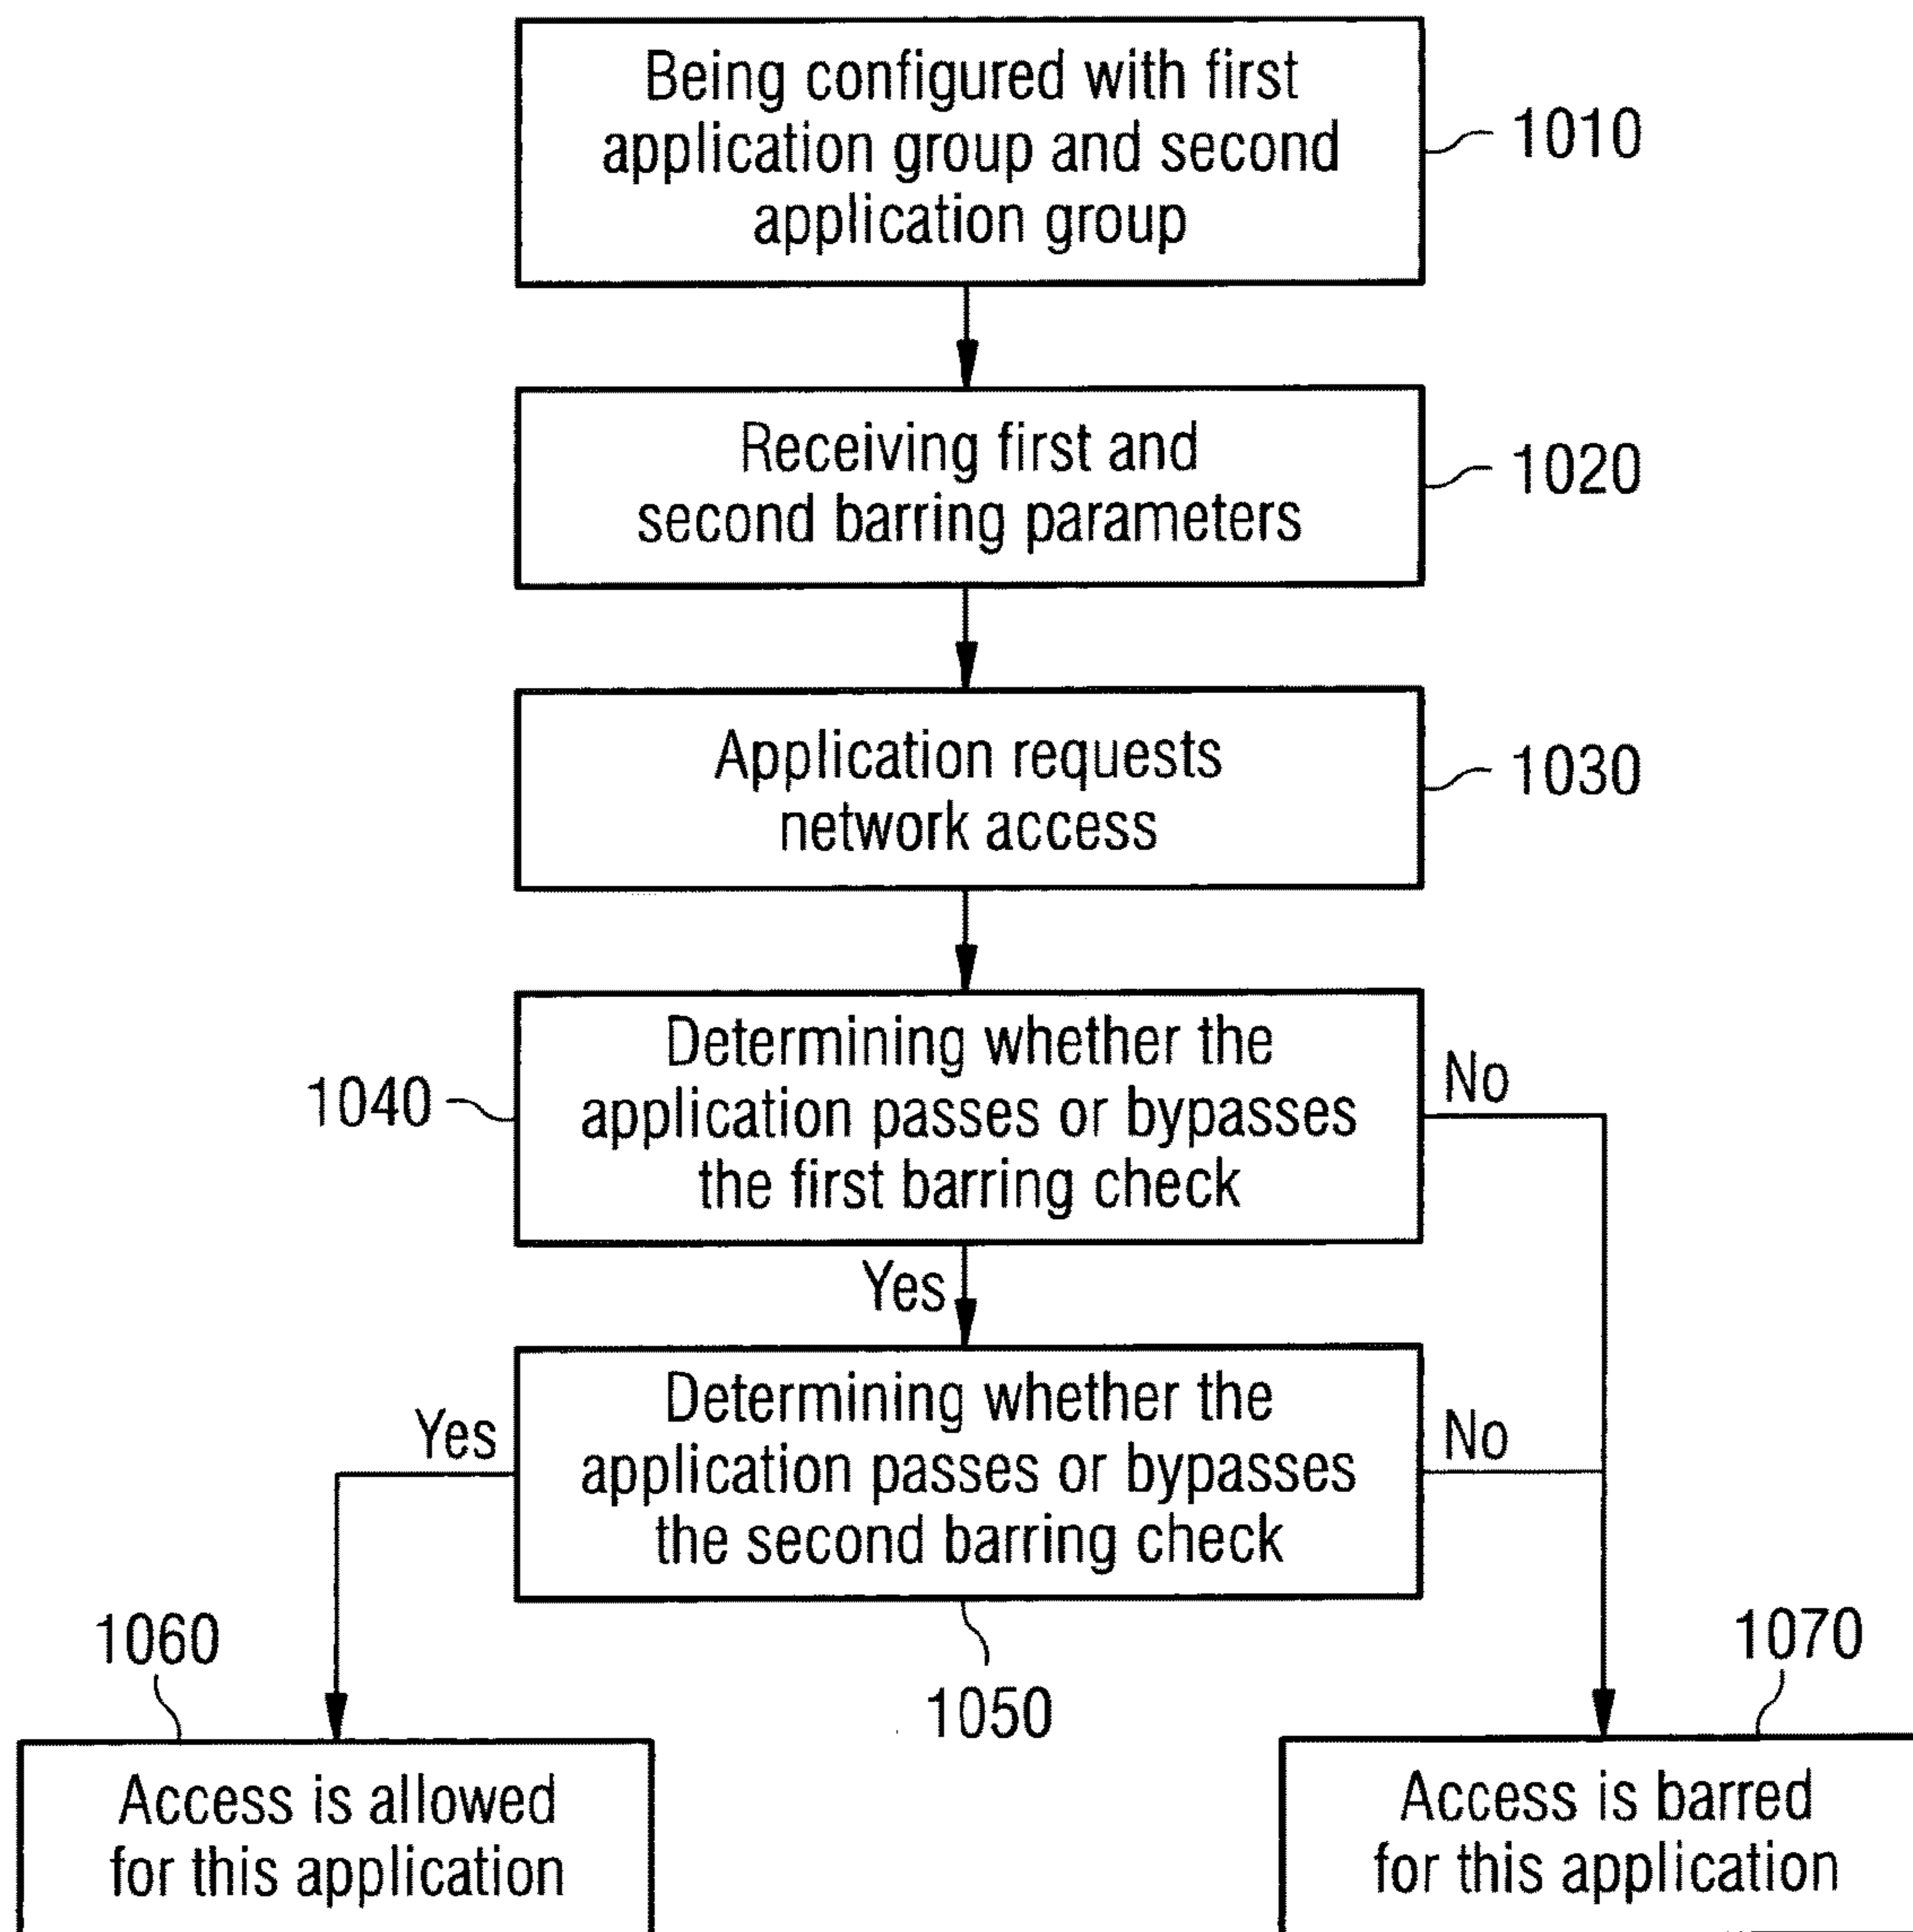 Being configured with first
application group and second
application group
1010
Receiving first and
second barring parameters
1020
Application requests
network access
1030
Determining whether the
application passes or bypasses
the first barring check
1040
No
Yes
Determining whether the
application passes or bypasses
the second barring check
Yes
No
1050
1060
Access is allowed
for this application
1070
Access is barred
for this application